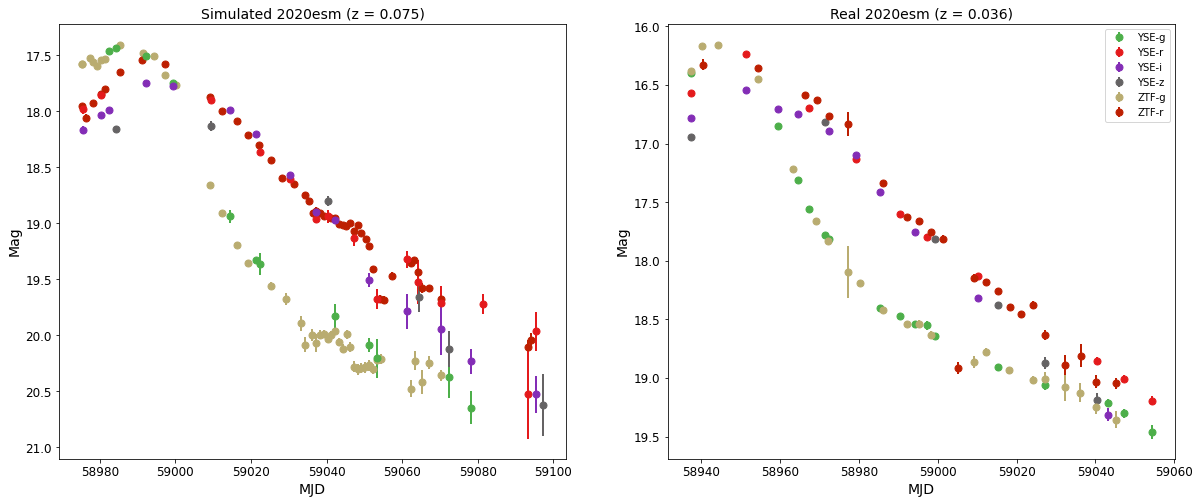 Simulated 2020esm (z = 0.075)
Mag
17.5
18.0
18.5
19.0
19.5
20.0
20.5
21.0
58980
59000
59020
59040
59060
59080
59100
MJD
Real 2020esm (z = 0.036)
Mag
16.0
16.5
17.0
17.5
18.0
18.5
19.0
19.5
58940
58960
58980
59000
59020
59040
59060
MJD
YSE-g
YSE-r
YSE-i
YSE-z
ZTF-g
ZTF-r